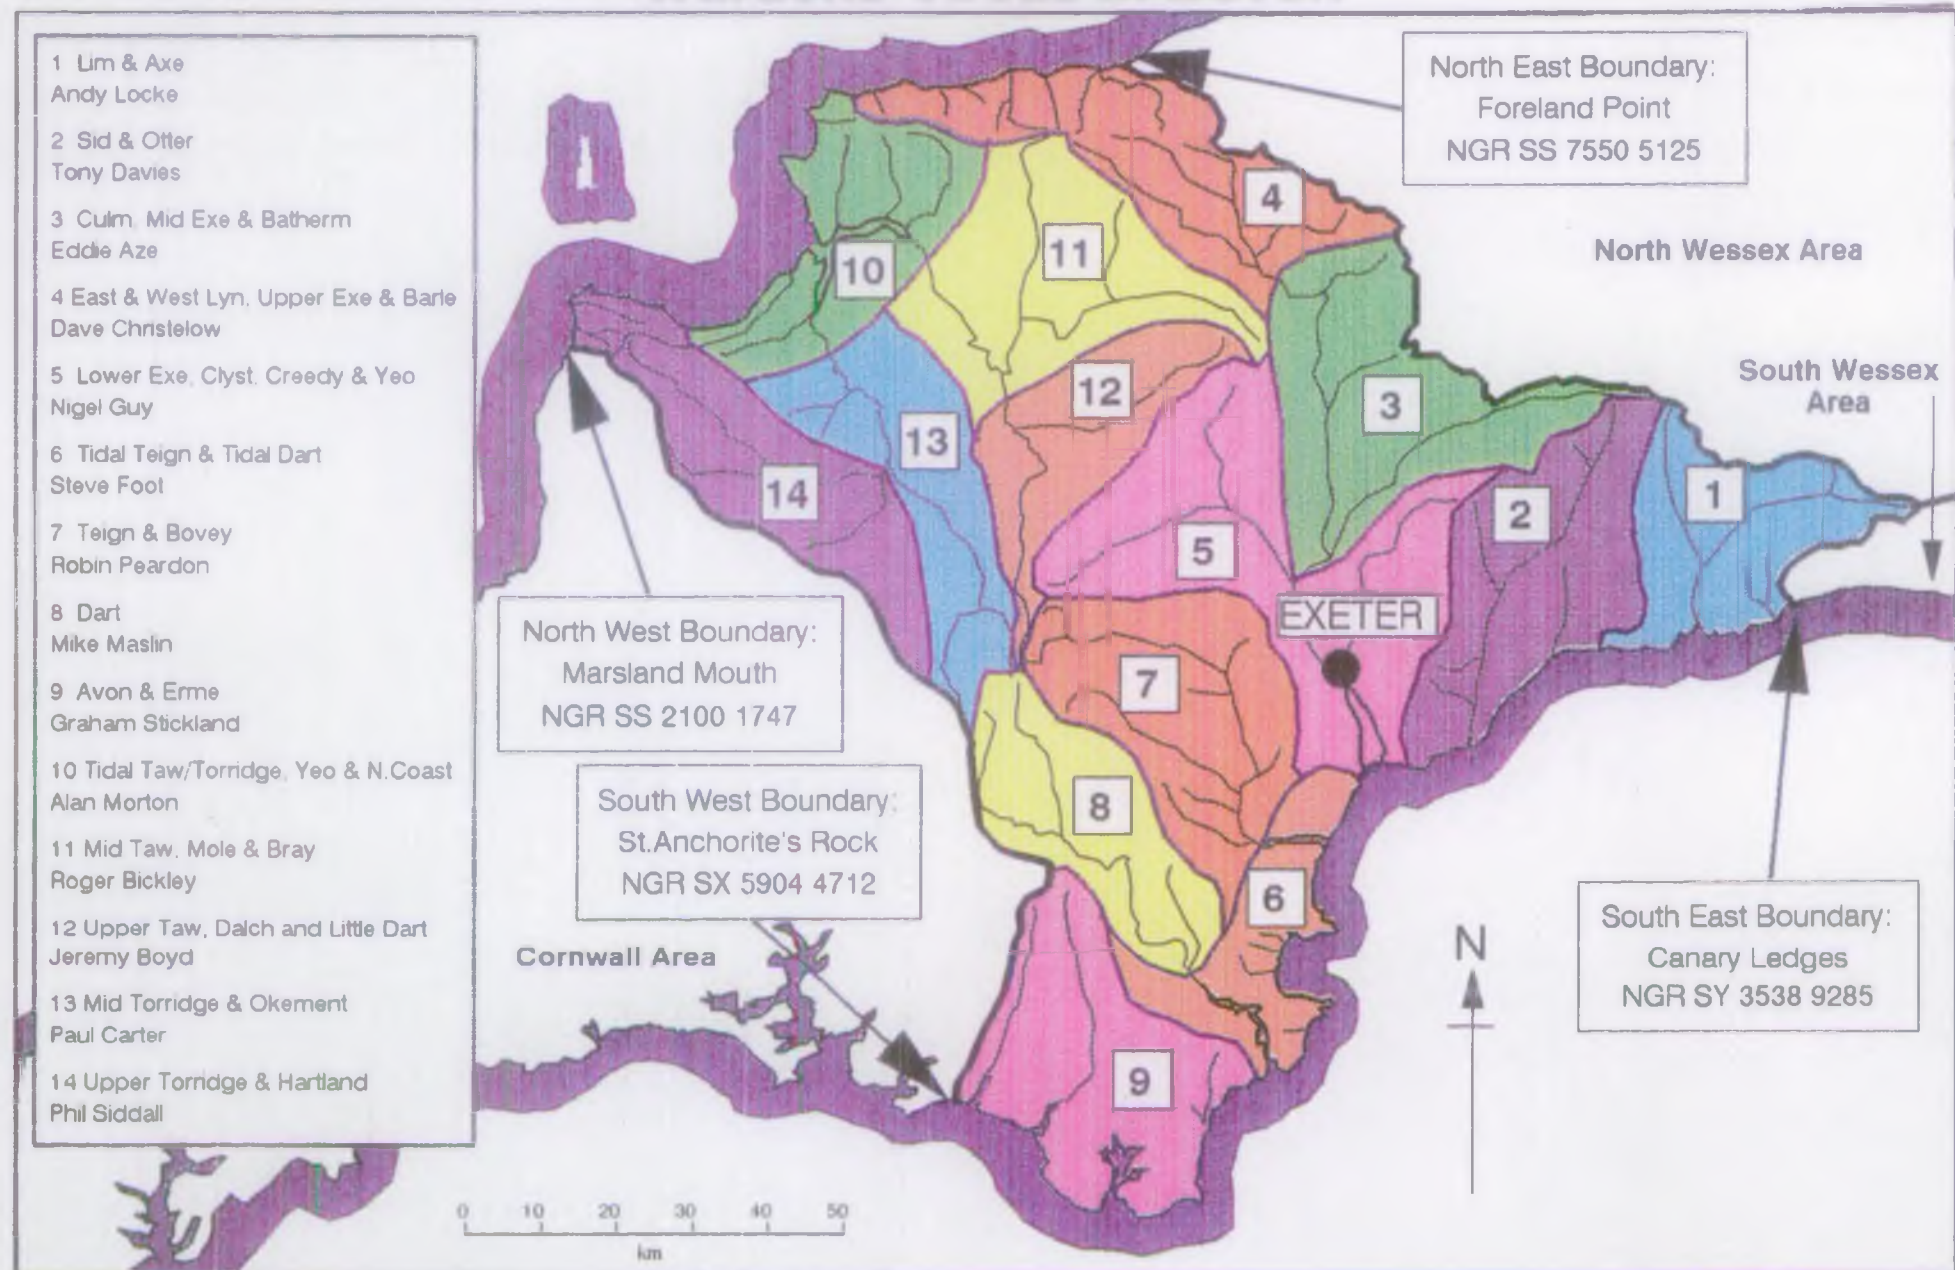 1 Lim & Axe
Andy Locke
2 Sid & Otter
Tony Davies
3 Culm, Mid Exe & Batherm
Eddie Aze
4 East & West Lyn, Upper Exe & Barle
Dave Christelow
5 Lower Exe, Clyst, Creedy & Yeo
Nigel Guy
6 Tidal Teign & Tidal Dart
Steve Foot
7 Teign & Bovey
Robin Peardon
8 Dart
Mike Maslin
9 Avon & Erme
Graham Stickland
10 Tidal Taw/Torridge, Yeo & N.Coast
Alan Morton
11 Mid Taw, Mole & Bray
Roger Bickley
12 Upper Taw, Dalch and Little Dart
Jeremy Boyd
13 Mid Torridge & Okement
Paul Carter
14 Upper Torridge & Hartland
Phil Siddall
North East Boundary:
Foreland Point
NGR SS 7550 5125
North Wessex Area
South Wessex
Area
4
11
10
3
12
13
14
1
2
5
EXETER
North West Boundary:
Marsland Mouth
NGR SS 2100 1747
7
South West Boundary:
St.Anchorite's Rock
NGR SX 5904 4712
8
6
South East Boundary:
Canary Ledges
NGR SY 3538 9285
Cornwall Area
N
9
0 10 20 30 40 50
km